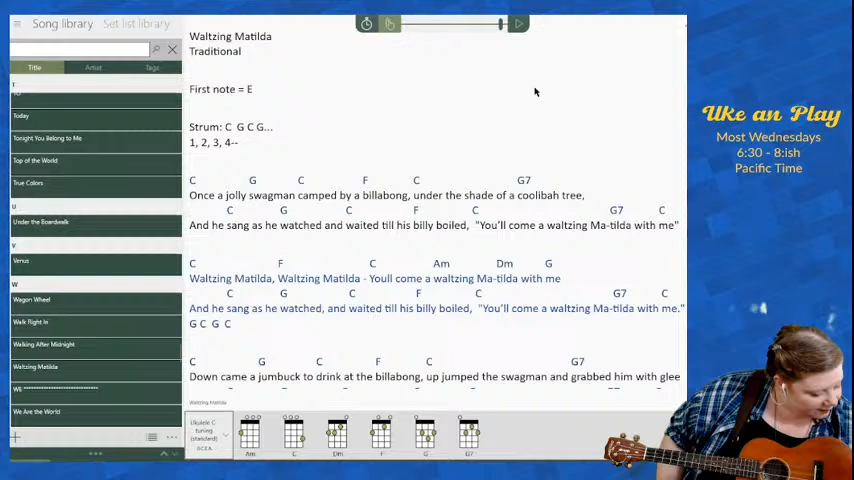 Song library Set list library
Title Artist Tags
T
To
Today
Tonight You Belong to Me
Top of the World
True Colors
U
Under the Boardwalk
V
Venus
W
Wagon Wheel
Walk Right In
Walking After Midnight
Waltzing Matilda
We Are the World
Waltzing Matilda
Traditional
First note = E
Strum: C G C G...
1, 2, 3, 4--
C G C F C G7
Once a jolly swagman camped by a billabong, under the shade of a coolibah tree,
C G C F C G7 C
And he sang as he watched and waited till his billy boiled, "You'll come a waltzing Ma-tilda with me"
C F C Am Dm G
Waltzing Matilda, Waltzing Matilda - Youll come a waltzing Ma-tilda with me
C G C F C G7 C
And he sang as he watched, and waited till his billy boiled, "You'll come a waltzing Ma-tilda with me."
G C G C
C G C F C G7
Down came a jumbuck to drink at the billabong, up jumped the swagman and grabbed him with glee
Waltzing Matilda
Ukulele C
tuning
(standard)
GCEA
Am C Dm F G G7
Uke an Play
Most Wednesdays
6:30 - 8:ish
Pacific Time